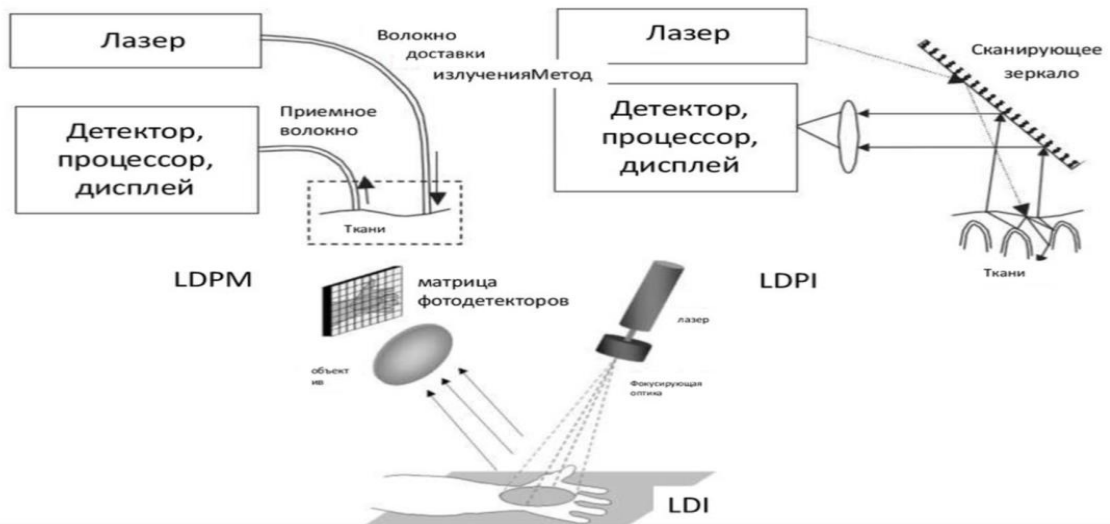 Лазер
Волокно
доставки
излученияМетод
Приемное
волокно
Детектор,
процессор,
дисплей
Ткани
LDPM
Лазер
Сканирующее
зеркало
Детектор,
процессор,
дисплей
Ткани
LDPI
матрица
фотодетекторов
лазер
объект
ив
Фокусирующая
оптика
LDI